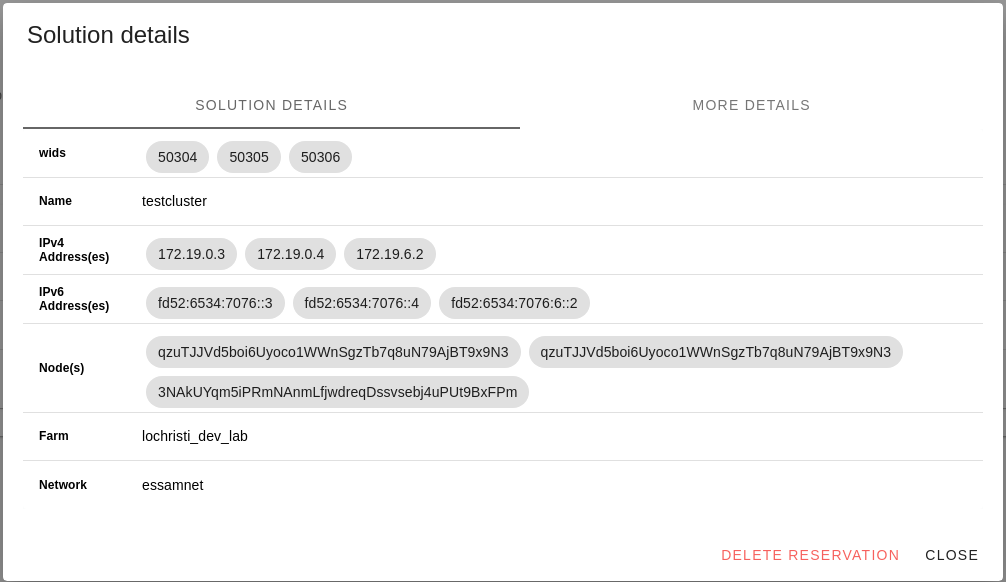 Solution details
SOLUTION DETAILS MORE DETAILS
wids 50304 50305 50306
Name testcluster
IPv4
Address(es) 172.19.0.3 172.19.0.4 172.19.6.2
IPv6
Address(es) fd52:6534:7076::3 fd52:6534:7076::4 fd52:6534:7076:6::2
Node(s) qzuTJJVd5boi6Uyoco1WWnSgzTb7q8uN79AjBT9x9N3 qzuTJJVd5boi6Uyoco1WWnSgzTb7q8uN79AjBT9x9N3
3NAkUYqm5iPRmNAnmLfjwdreqDssvsebj4uPUt9BxFPm
Farm lochristi_dev_lab
Network essamnet
DELETE RESERVATION CLOSE